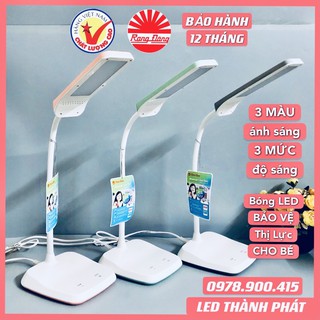 HÀNG VIỆT NAM
CHẤT LƯỢNG CAO
Rạng Đông
BẢO HÀNH
12 THÁNG
3 MÀU
ánh sáng
3 MỨC
độ sáng
Bóng LED
BẢO VỆ
Thị Lực
CHO BÉ
0978.900.415
LED THÀNH PHÁT